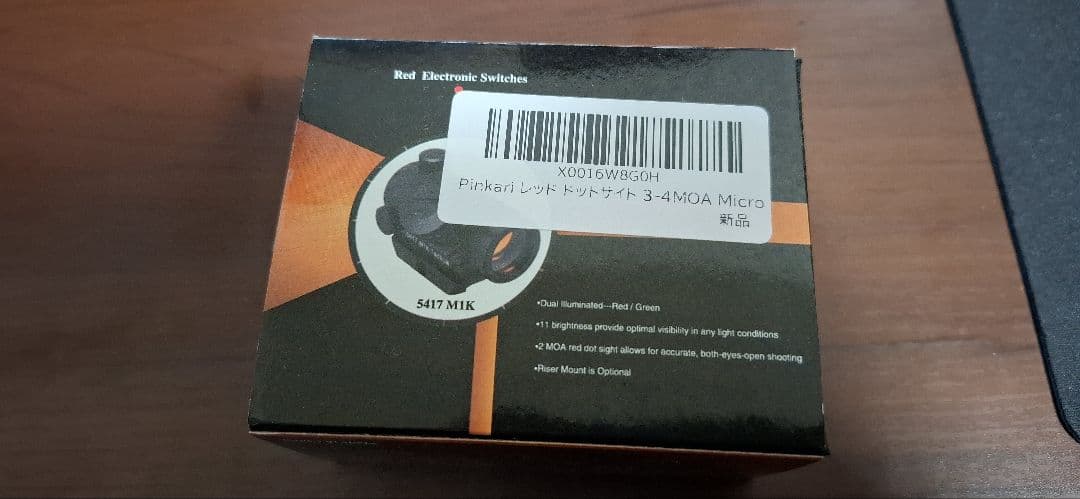 Red Electronic Switches
X0016W8G0H
Pinkari レッド ドットサイト 3-4MOA Micro
新品
5417 M1K
•Dual Illuminated---Red / Green
•11 brightness provide optimal visibility in any light conditions
•2 MOA red dot sight allows for accurate, both-eyes-open shooting
•Riser Mount is Optional